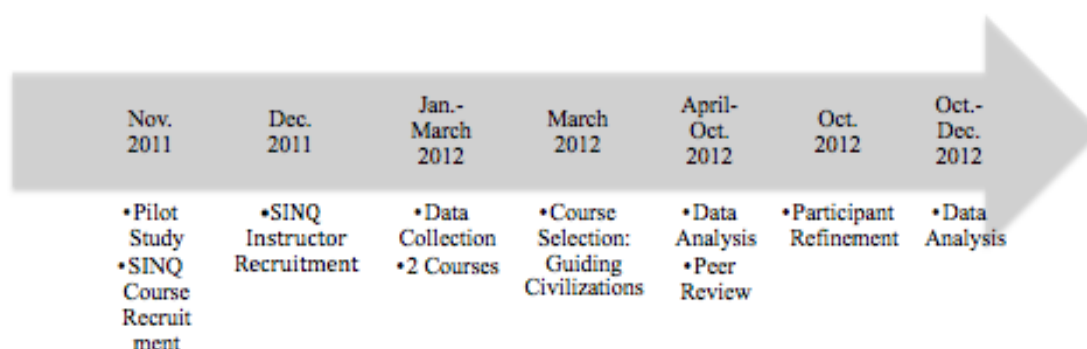 Nov.
2011
Dec.
2011
Jan.-
March
2012
March
2012
April-
Oct.
2012
Oct.
2012
Oct.-
Dec.
2012
•Pilot
Study
•SINQ
Course
Recruit
ment
•SINQ
Instructor
Recruitment
•Data
Collection
•2 Courses
•Course
Selection:
Guiding
Civilizations
•Data
Analysis
•Peer
Review
•Participant
Refinement
•Data
Analysis